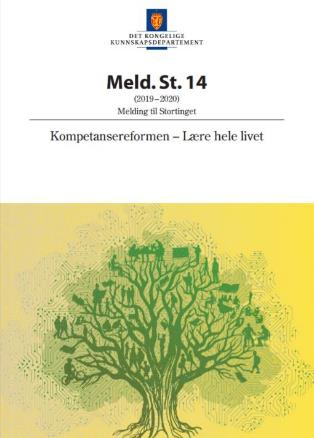 DET KONGELIGE
KUNNSKAPSDEPARTEMENT
Meld. St. 14
(2019–2020)
Melding til Stortinget
Kompetansereformen – Lære hele livet